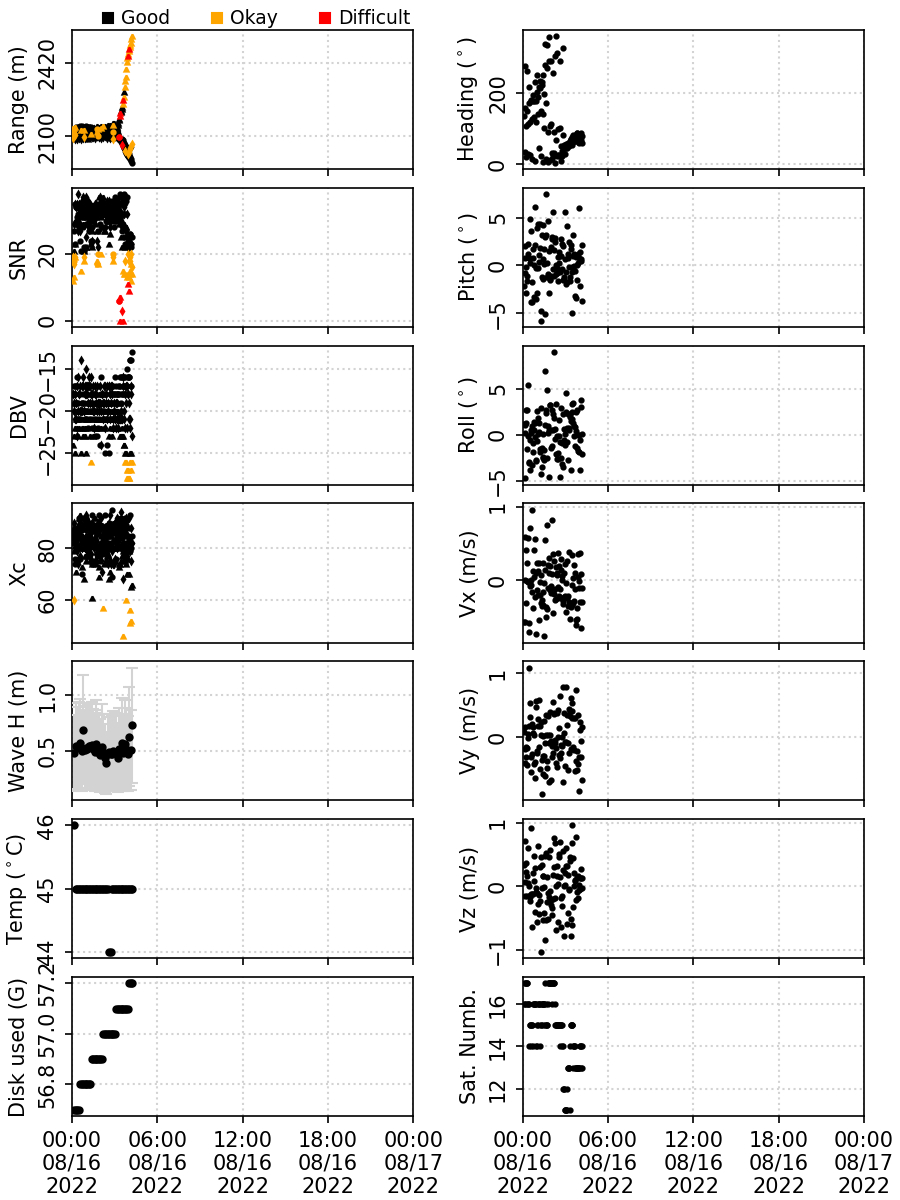 Good Okay Difficult
Range (m)
2420
2100
Heading (°)
200
0
SNR
20
0
Pitch (°)
5
0
−5
DBV
−15
−20
−25
Roll (°)
5
0
−5
Xc
80
60
Vx (m/s)
1
0
Wave H (m)
1.0
0.5
Vy (m/s)
1
0
Temp (°C)
46
45
44
Vz (m/s)
1
0
−1
Disk used (G)
57.2
57.0
56.8
Sat. Numb.
16
14
12
00:00 06:00 12:00 18:00 00:00
08/16 08/16 08/16 08/16 08/17
2022 2022 2022 2022 2022
00:00 06:00 12:00 18:00 00:00
08/16 08/16 08/16 08/16 08/17
2022 2022 2022 2022 2022